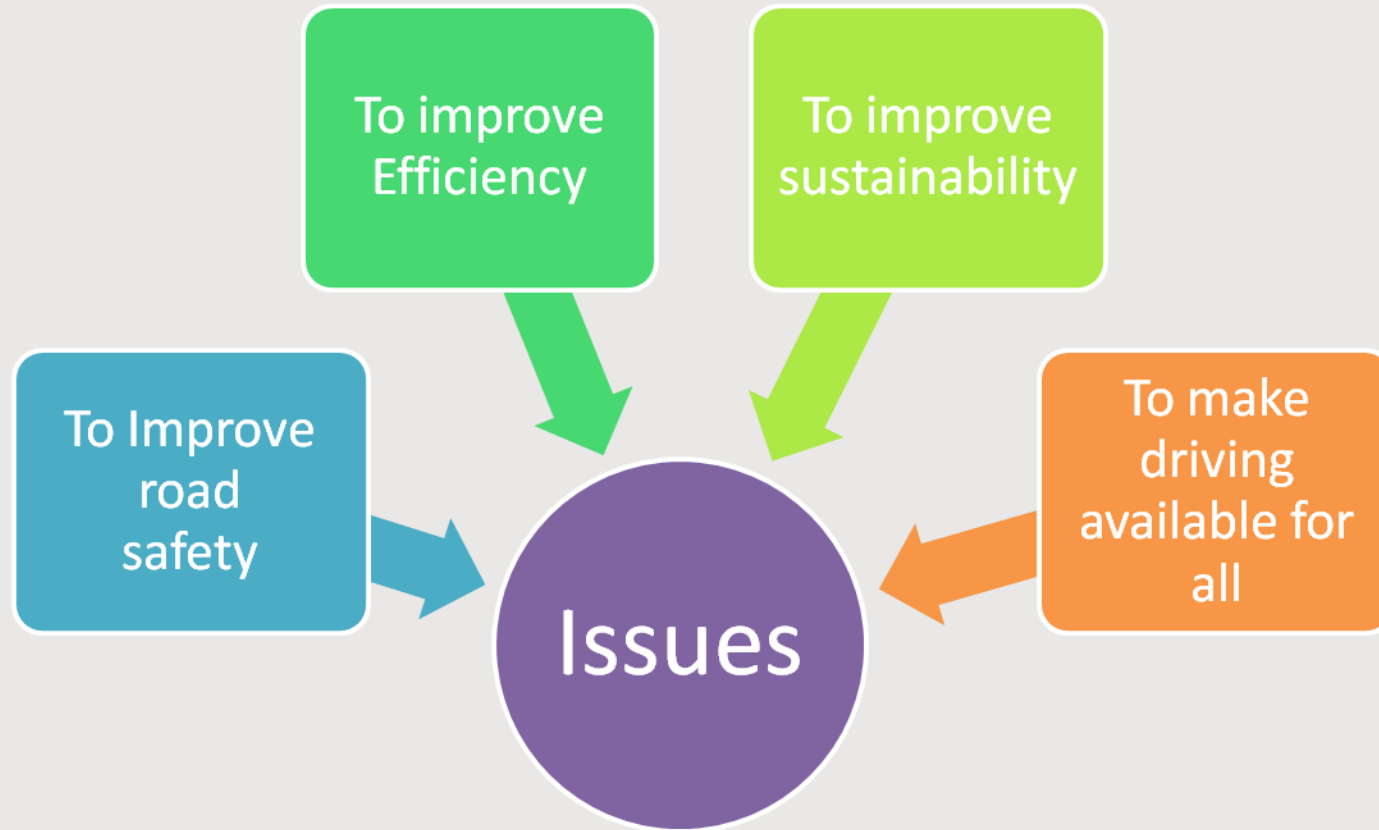 To improve
Efficiency
To improve
sustainability
To Improve
road
safety
To make
driving
available for
all
Issues